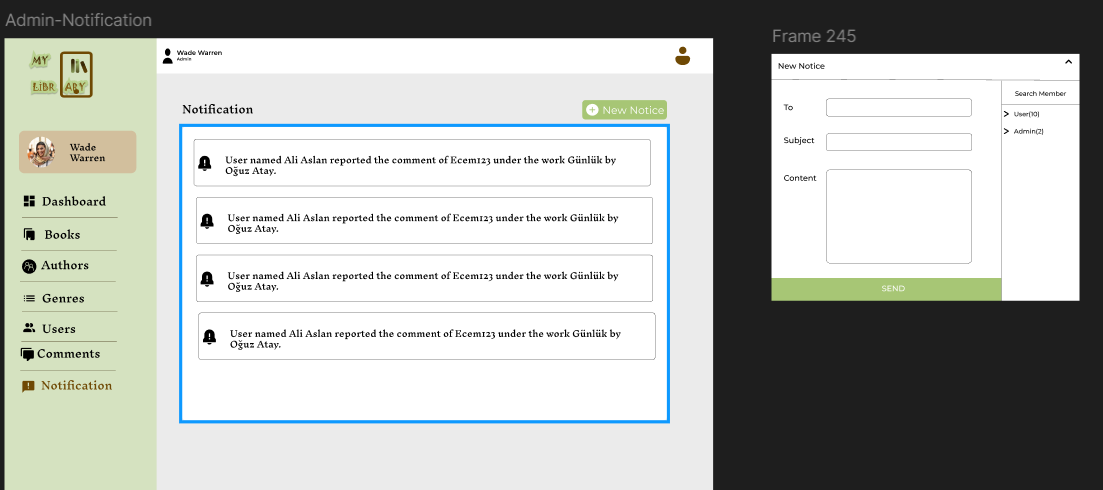 Admin-Notification
MY
LiBR ARY
Wade
Warren
Dashboard
Books
Authors
Genres
Users
Comments
Notification
Wade Warren
Admin
Notification
New Notice
User named Ali Aslan reported the comment of Ecem123 under the work Günlük by
Oğuz Atay.
User named Ali Aslan reported the comment of Ecem123 under the work Günlük by
Oğuz Atay.
User named Ali Aslan reported the comment of Ecem123 under the work Günlük by
Oğuz Atay.
User named Ali Aslan reported the comment of Ecem123 under the work Günlük by
Oğuz Atay.
Frame 245
New Notice
To
Subject
Content
SEND
Search Member
User(10)
Admin(2)